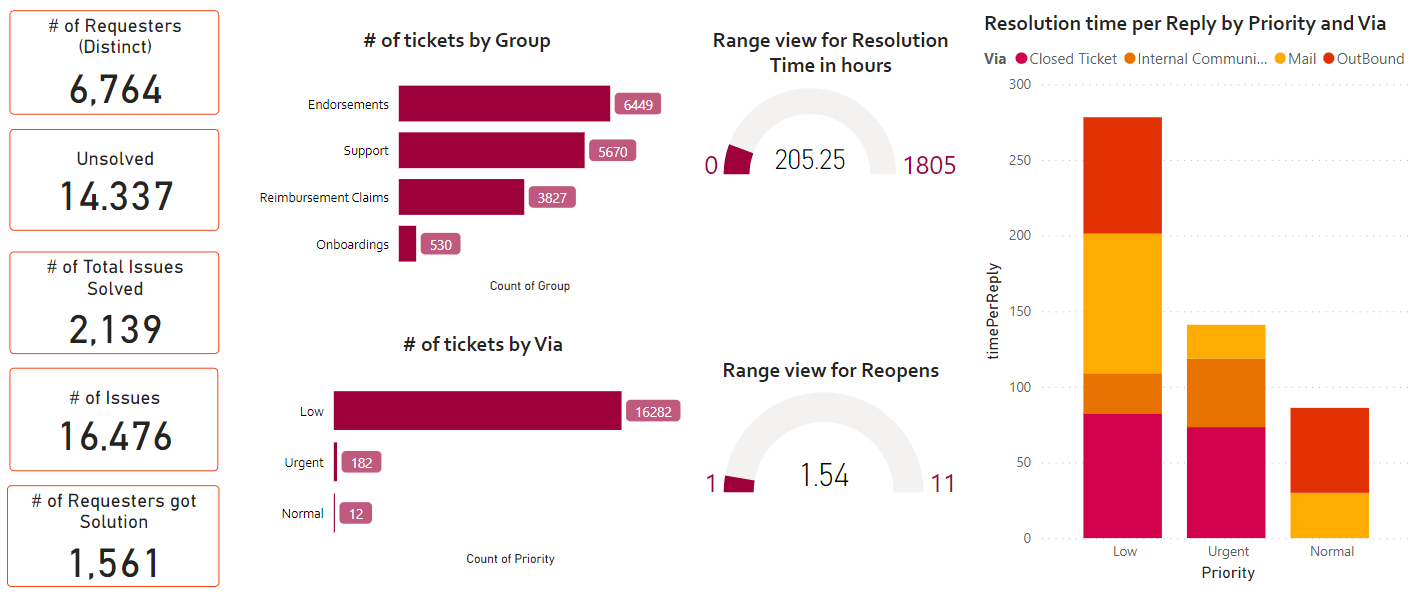 # of Requesters
(Distinct)
6,764
Unsolved
14.337
# of Total Issues
Solved
2,139
# of Issues
16.476
# of Requesters got
Solution
1,561
# of tickets by Group
Endorsements
6449
Support
5670
Reimbursement Claims
3827
Onboardings
530
Count of Group
# of tickets by Via
Low
16282
Urgent
182
Normal
12
Count of Priority
Range view for Resolution
Time in hours
0
205.25
1805
Range view for Reopens
1
1.54
11
Resolution time per Reply by Priority and Via
Via Closed Ticket Internal Communi... Mail OutBound
300
250
200
150
100
50
0
timePerReply
Low Urgent Normal
Priority